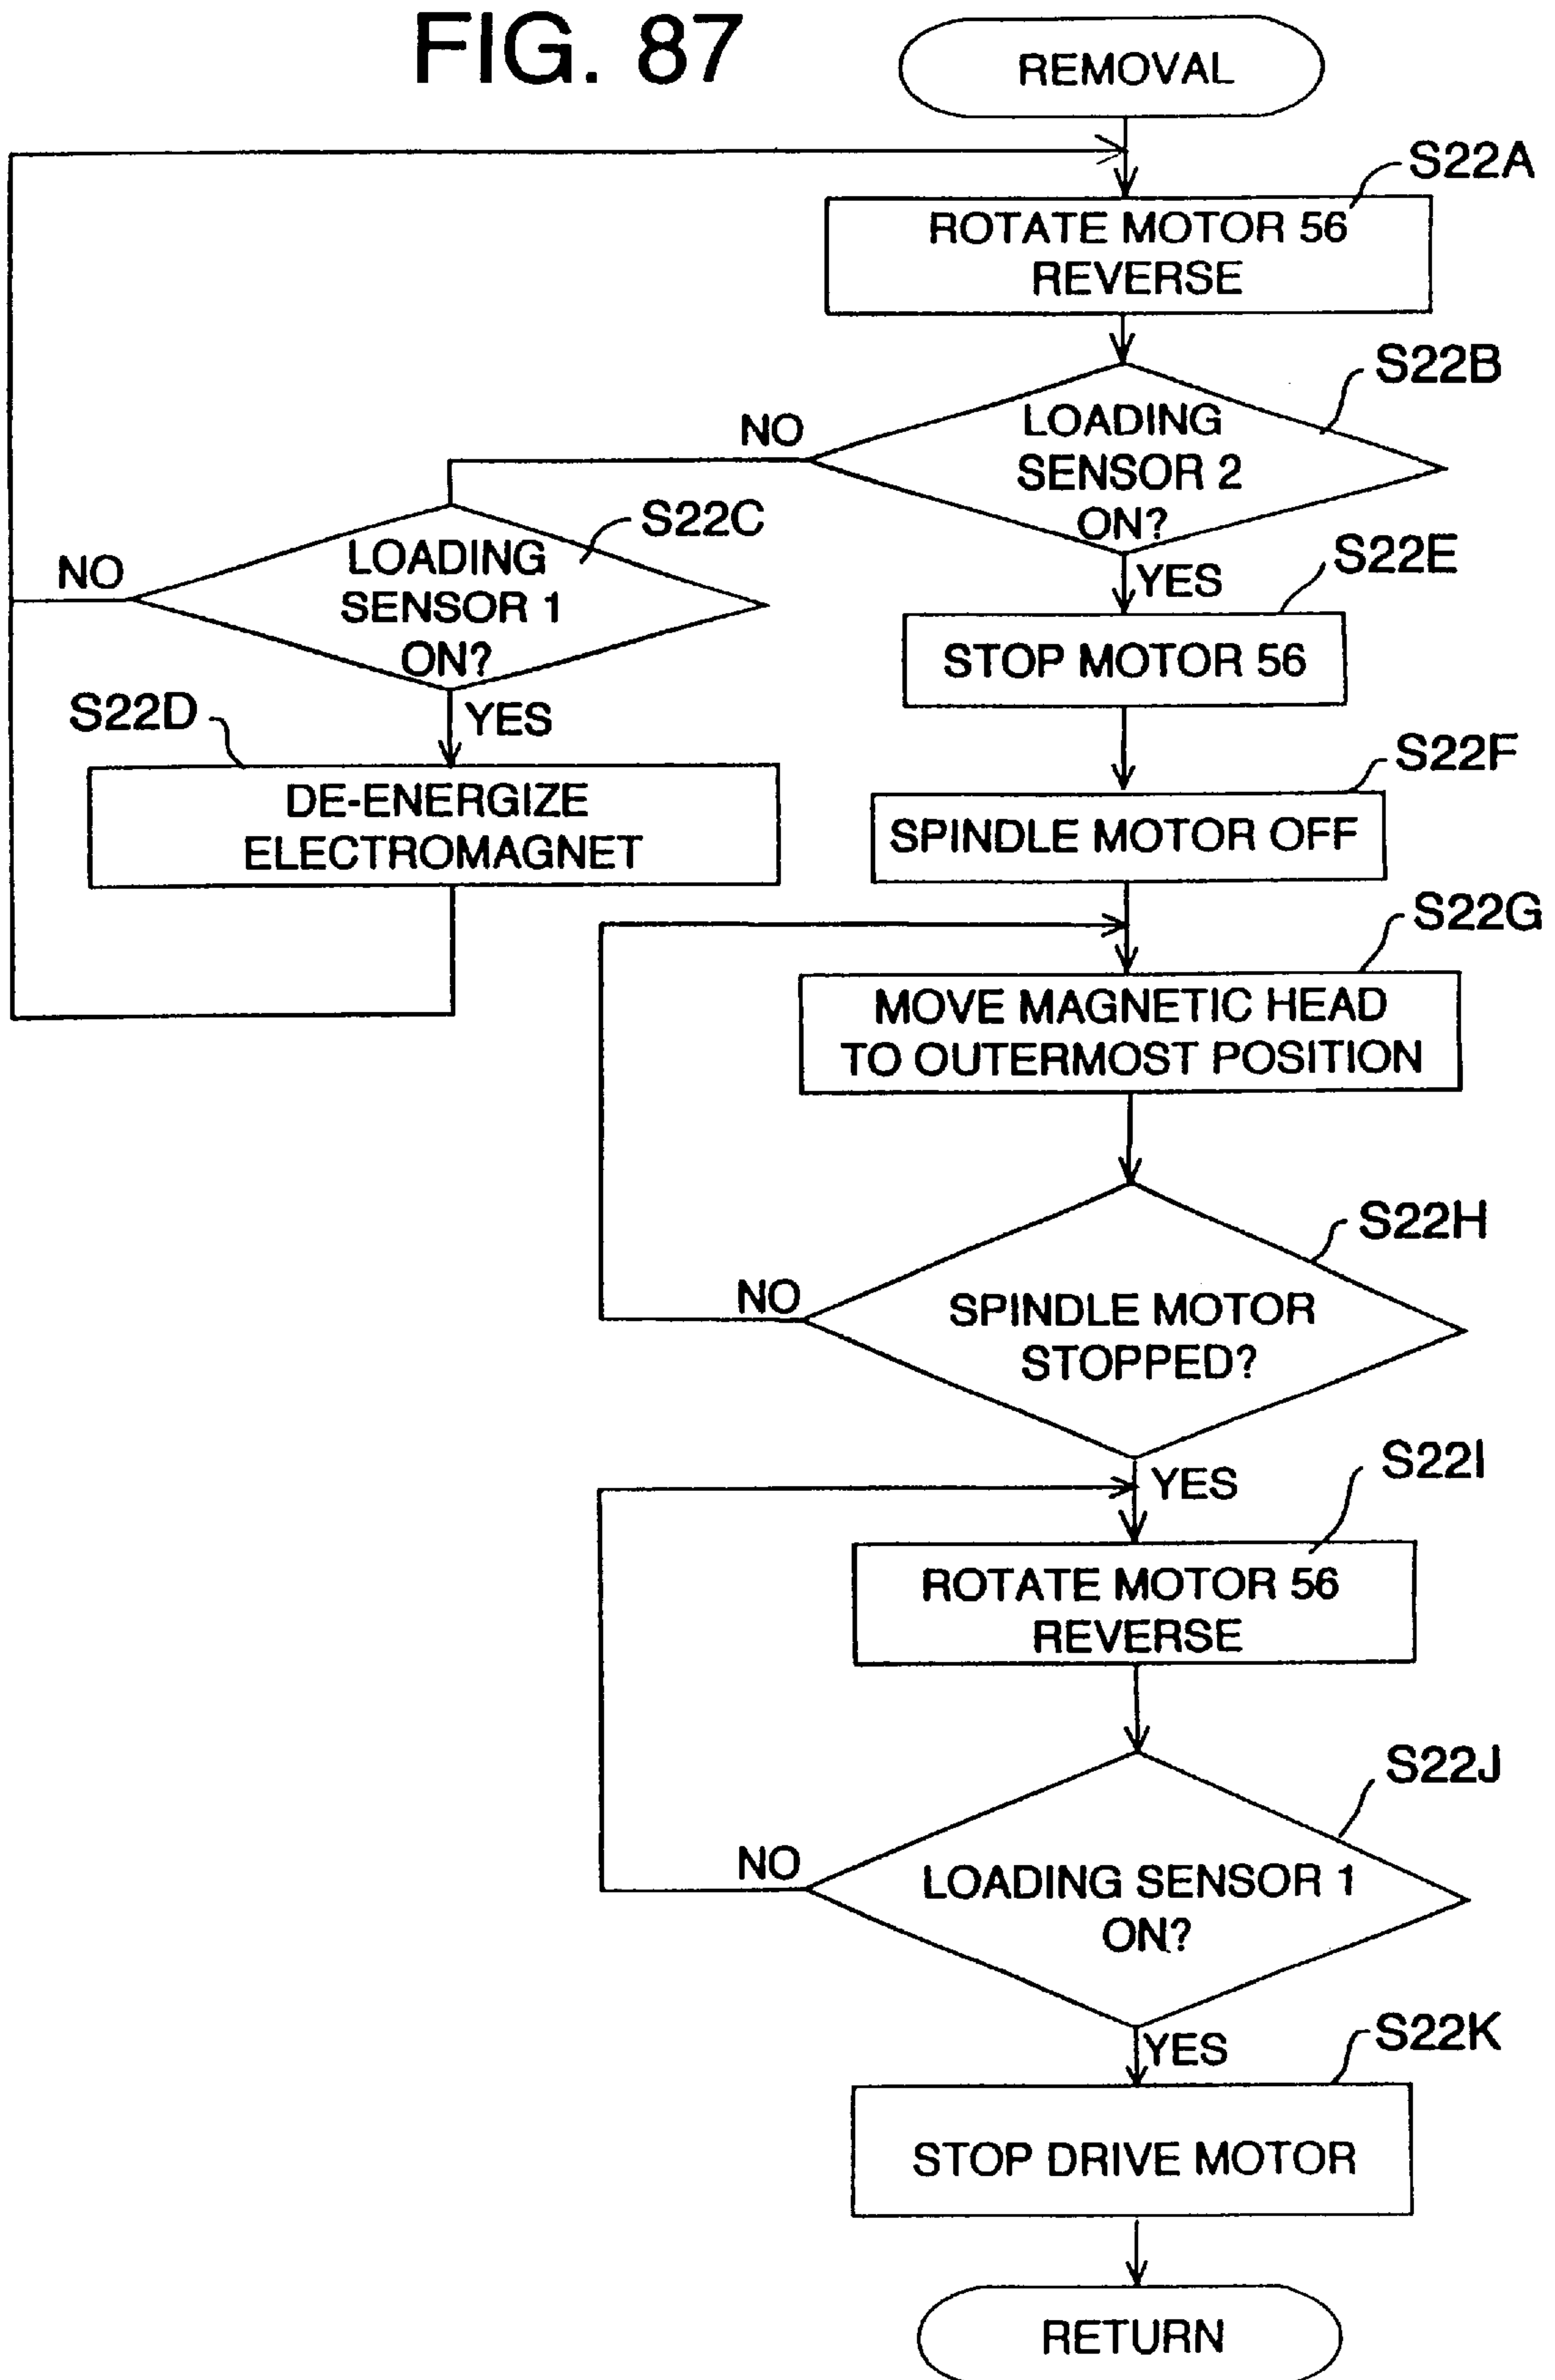 FIG. 87
REMOVAL
S22A
ROTATE MOTOR 56
REVERSE
S22B
LOADING
SENSOR 2
ON?
NO
YES
S22C
LOADING
SENSOR 1
ON?
NO
YES
S22D
DE-ENERGIZE
ELECTROMAGNET
S22E
STOP MOTOR 56
S22F
SPINDLE MOTOR OFF
S22G
MOVE MAGNETIC HEAD
TO OUTERMOST POSITION
S22H
SPINDLE MOTOR
STOPPED?
NO
YES
S22I
ROTATE MOTOR 56
REVERSE
S22J
LOADING SENSOR 1
ON?
NO
YES
S22K
STOP DRIVE MOTOR
RETURN